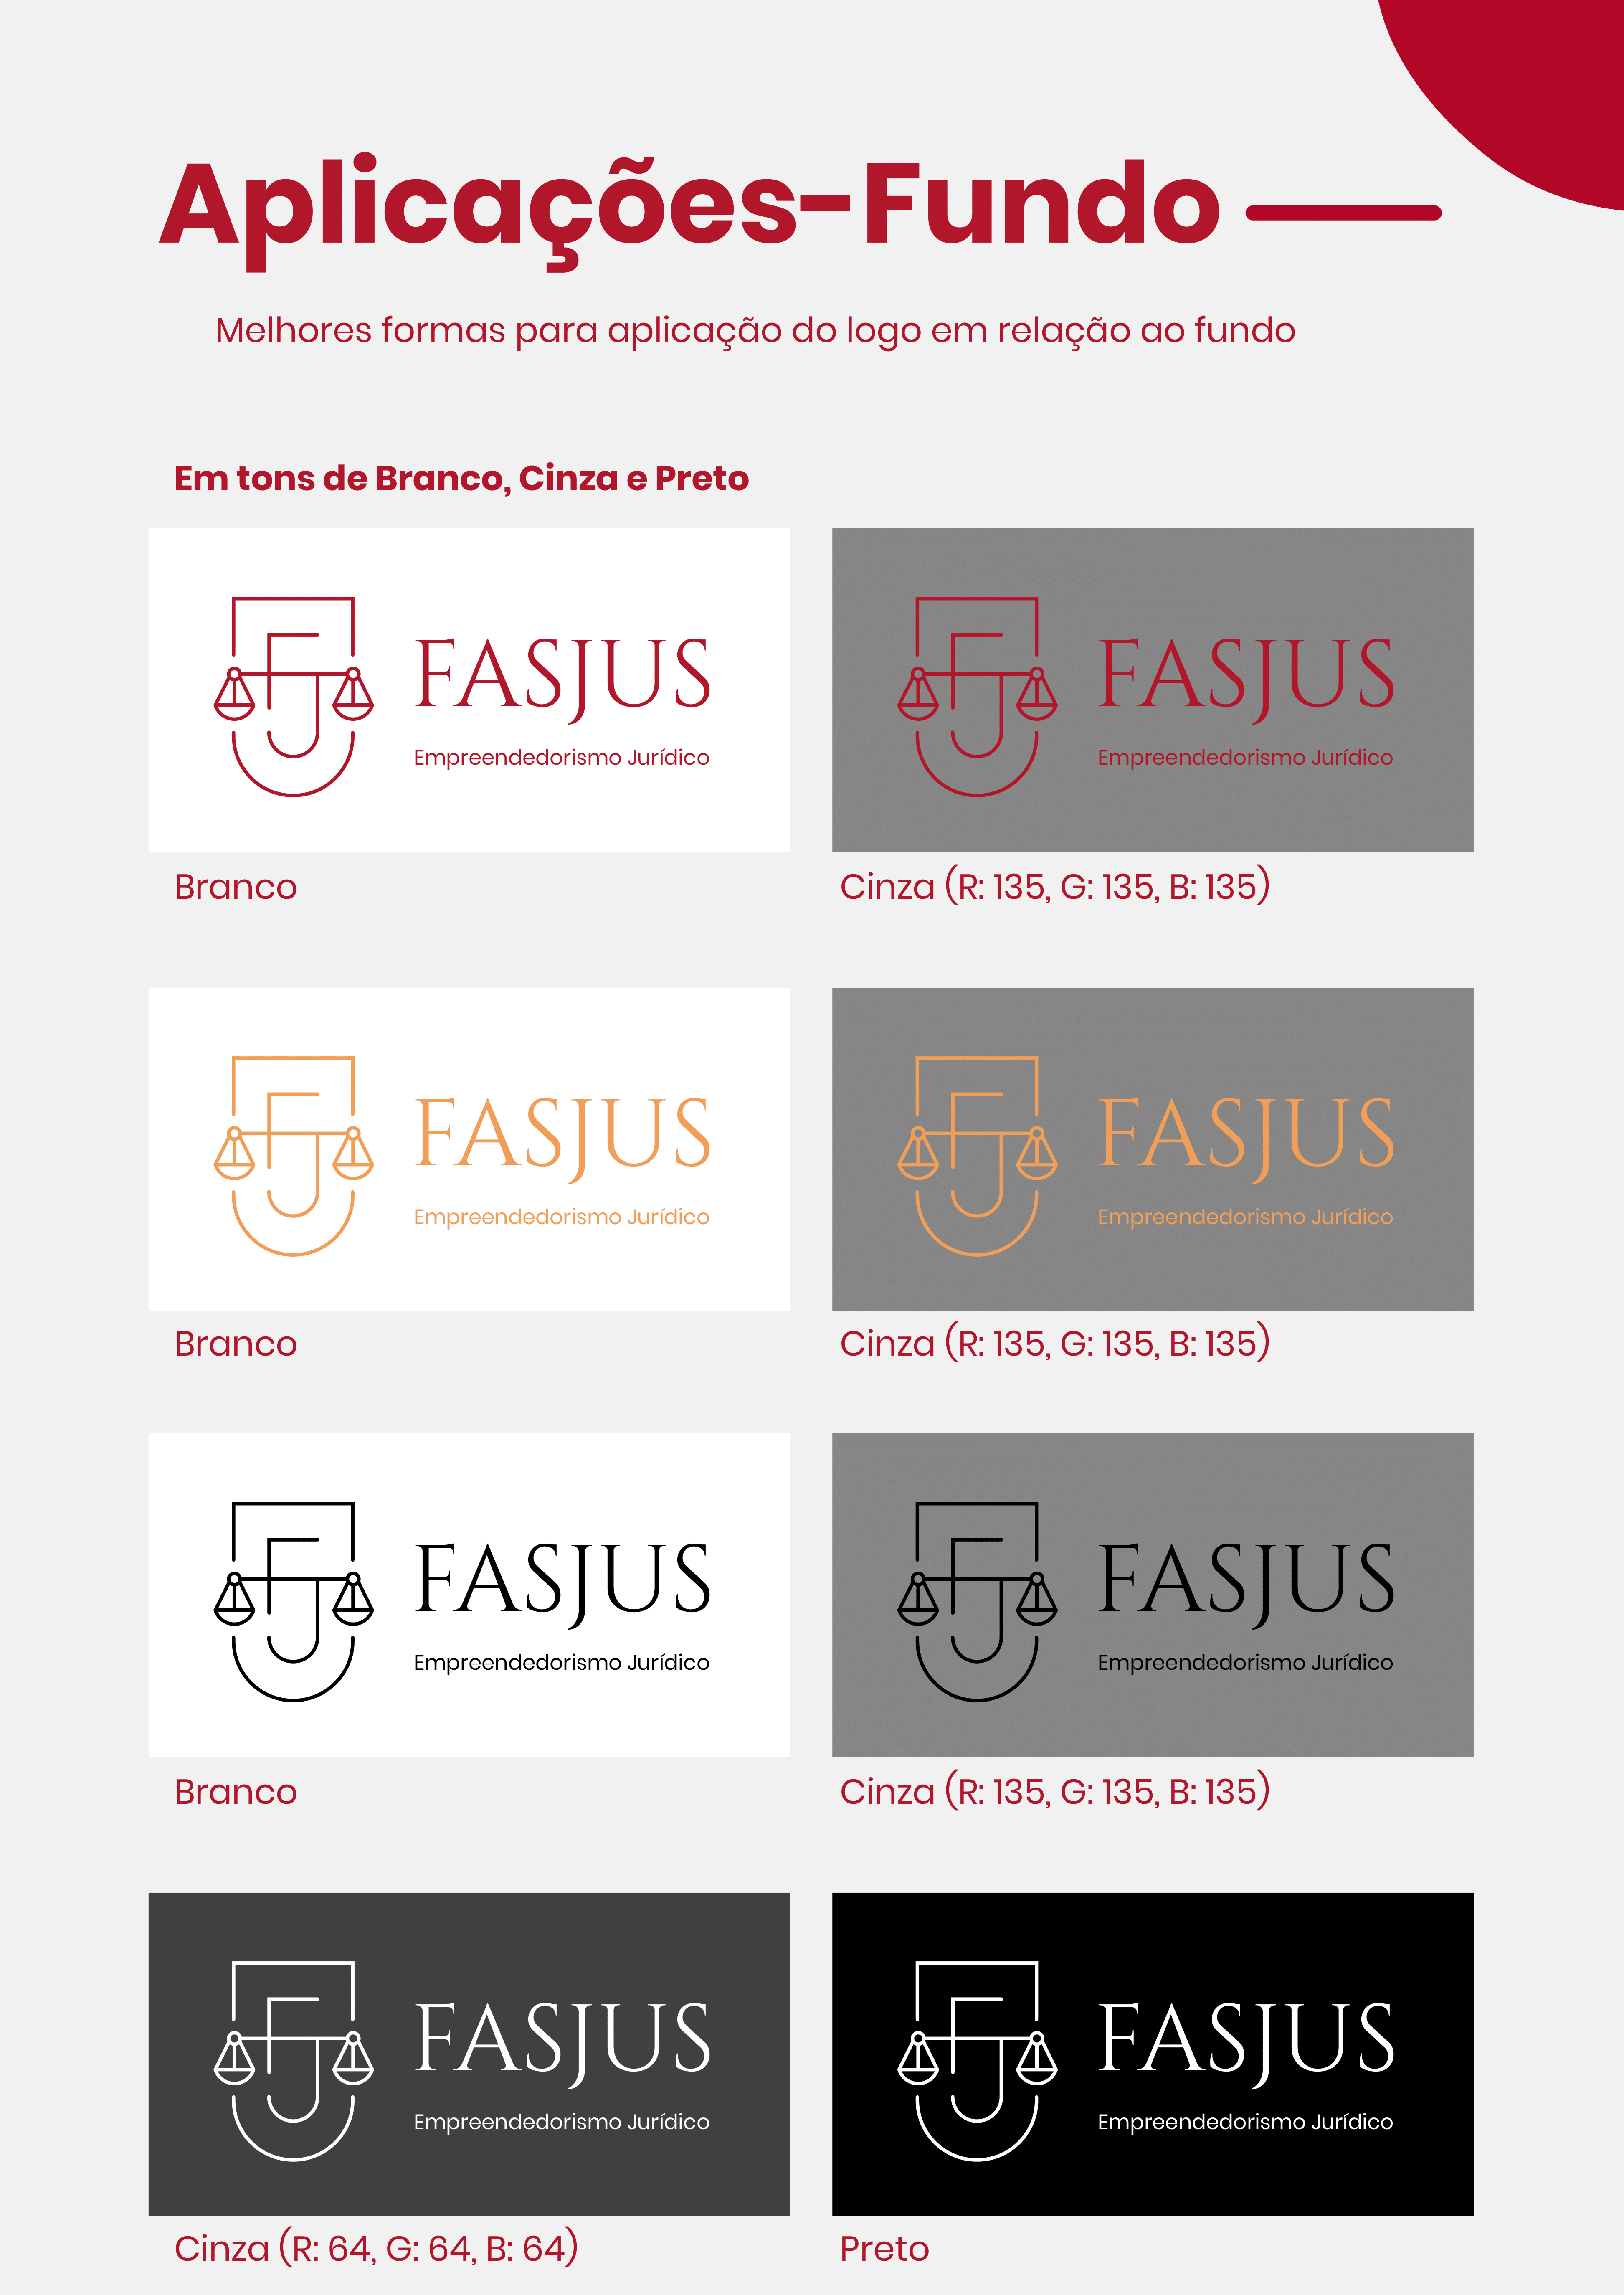 Aplicações-Fundo
Melhores formas para aplicação do logo em relação ao fundo
Em tons de Branco, Cinza e Preto
FASJUS
Empreendedorismo Jurídico
Branco
FASJUS
Empreendedorismo Jurídico
Cinza (R: 135, G: 135, B: 135)
FASJUS
Empreendedorismo Jurídico
Branco
FASJUS
Empreendedorismo Jurídico
Cinza (R: 135, G: 135, B: 135)
FASJUS
Empreendedorismo Jurídico
Branco
FASJUS
Empreendedorismo Jurídico
Cinza (R: 135, G: 135, B: 135)
FASJUS
Empreendedorismo Jurídico
Cinza (R: 64, G: 64, B: 64)
FASJUS
Empreendedorismo Jurídico
Preto